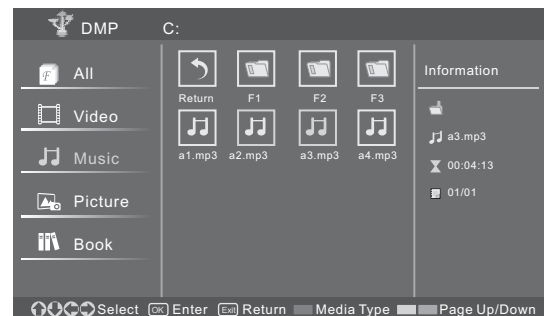 DMP C:
All
Video
Music
Picture
Book
Return F1 F2 F3
a1.mp3 a2.mp3 a3.mp3 a4.mp3
Information
a3.mp3
00:04:13
01/01
Select OK Enter Exit Return Media Type Page Up/Down